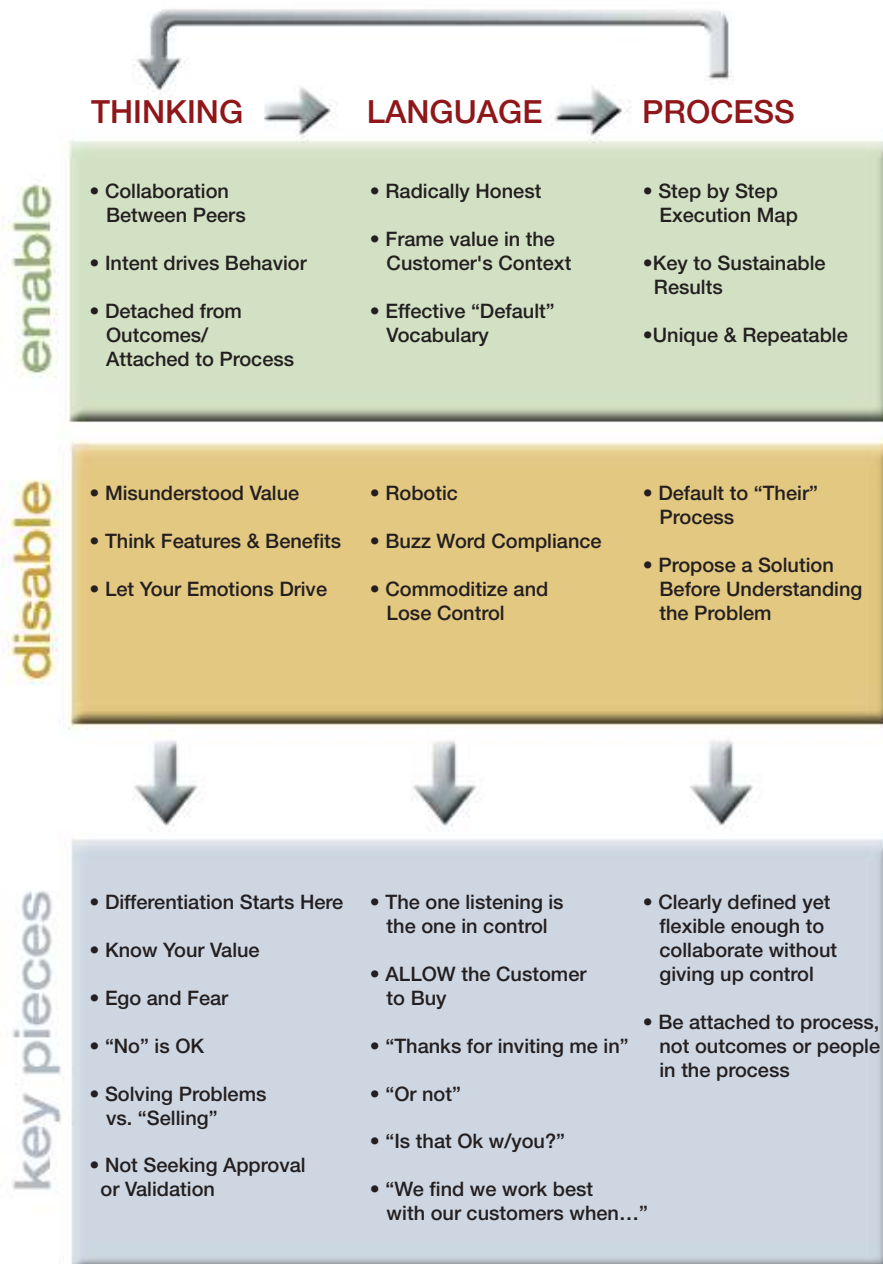 THINKING
LANGUAGE
PROCESS
enable
• Collaboration
Between Peers
• Intent drives Behavior
• Detached from
Outcomes/
Attached to Process
• Radically Honest
• Frame value in the
Customer's Context
• Effective “Default”
Vocabulary
• Step by Step
Execution Map
•Key to Sustainable
Results
•Unique & Repeatable
disable
• Misunderstood Value
• Think Features & Benefits
• Let Your Emotions Drive
• Robotic
• Buzz Word Compliance
• Commoditize and
Lose Control
• Default to “Their”
Process
• Propose a Solution
Before Understanding
the Problem
key pieces
• Differentiation Starts Here
• Know Your Value
• Ego and Fear
• “No” is OK
• Solving Problems
vs. “Selling”
• Not Seeking Approval
or Validation
• The one listening is
the one in control
• ALLOW the Customer
to Buy
• “Thanks for inviting me in”
• “Or not”
• “Is that Ok w/you?”
• “We find we work best
with our customers when…”
• Clearly defined yet
flexible enough to
collaborate without
giving up control
• Be attached to process,
not outcomes or people
in the process